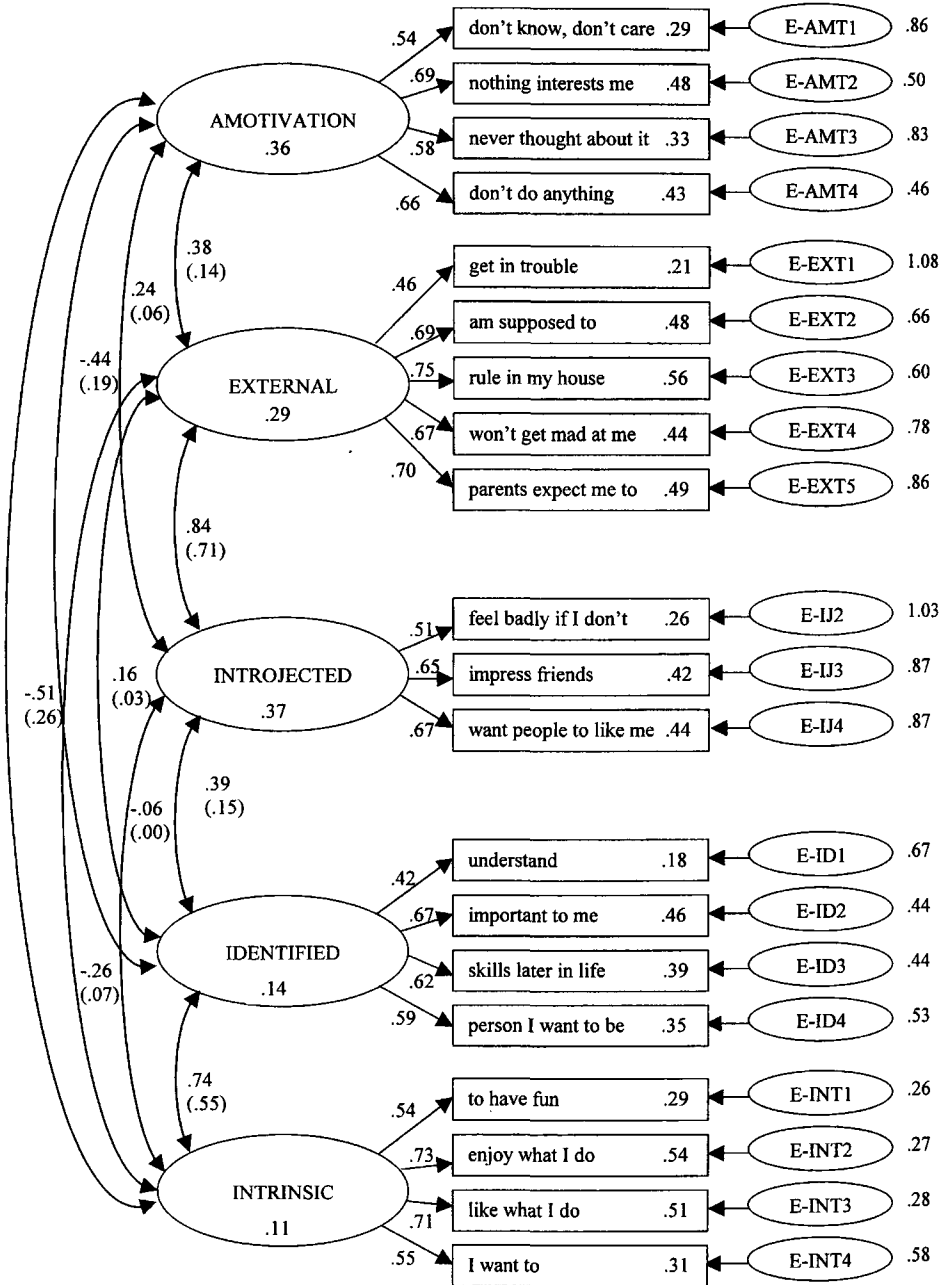 .54 don't know, don't care .29 E-AMT1 .86
.69 nothing interests me .48 E-AMT2 .50
AMOTIVATION
.36
.58 never thought about it .33 E-AMT3 .83
.66 don't do anything .43 E-AMT4 .46
.38
(.14)
.24
(.06)
-.44
(.19)
.46 get in trouble .21 E-EXT1 1.08
.69 am supposed to .48 E-EXT2 .66
EXTERNAL
.29
.75 rule in my house .56 E-EXT3 .60
.67 won't get mad at me .44 E-EXT4 .78
.70 parents expect me to .49 E-EXT5 .86
.84
(.71)
.51 feel badly if I don't .26 E-IJ2 1.03
INTROJECTED
.37
.65 impress friends .42 E-IJ3 .87
.67 want people to like me .44 E-IJ4 .87
-.51
(.26)
.16
(.03)
.39
(.15)
-.06
(.00)
.42 understand .18 E-ID1 .67
.67 important to me .46 E-ID2 .44
IDENTIFIED
.14
.62 skills later in life .39 E-ID3 .44
.59 person I want to be .35 E-ID4 .53
-.26
(.07)
.74
(.55)
.54 to have fun .29 E-INT1 .26
.73 enjoy what I do .54 E-INT2 .27
INTRINSIC
.11
.71 like what I do .51 E-INT3 .28
.55 I want to .31 E-INT4 .58